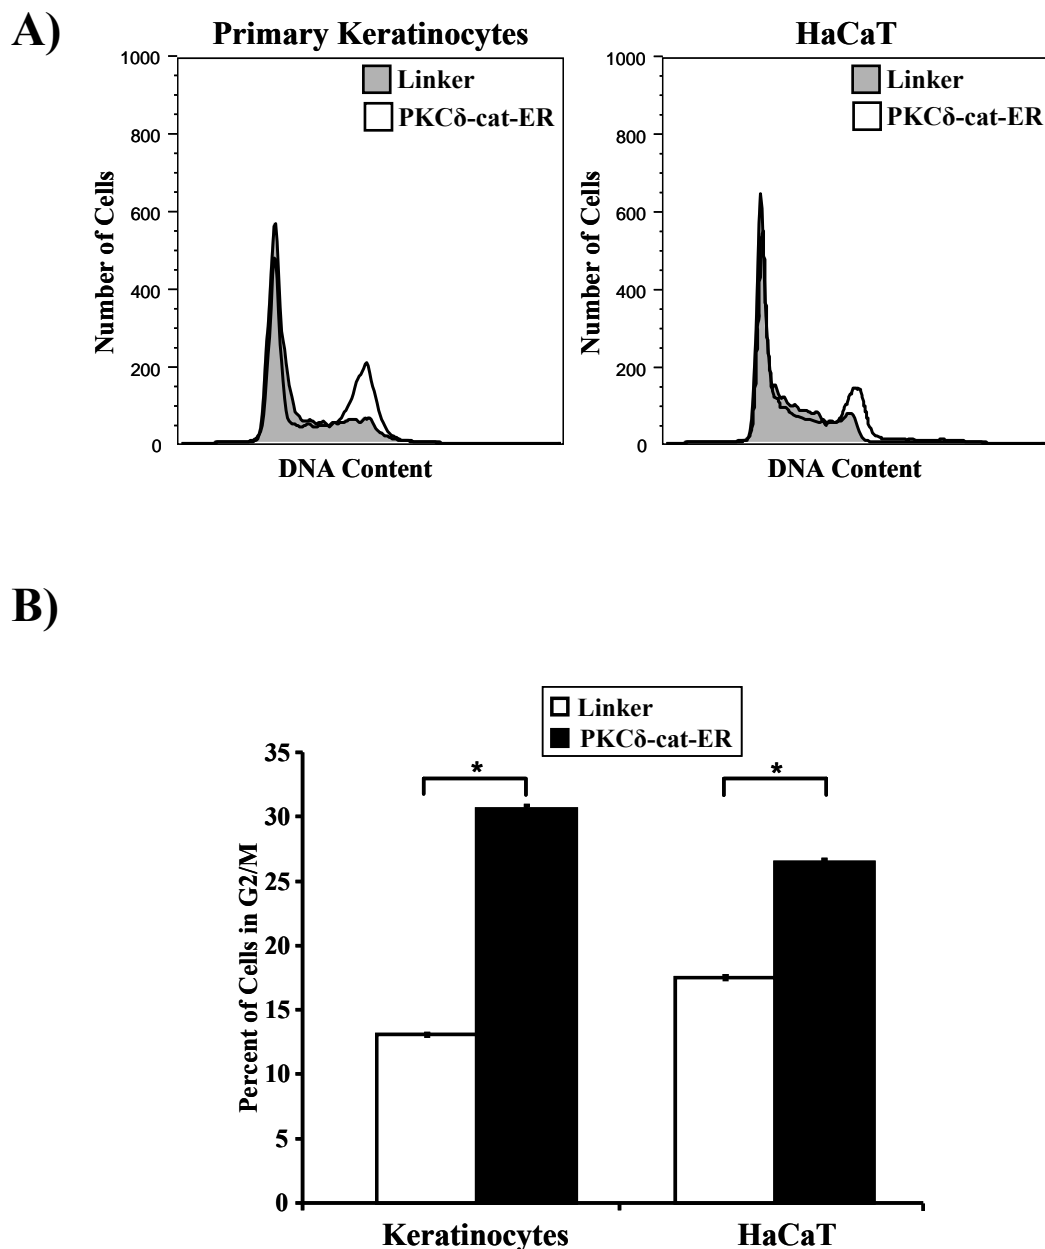 A)
Primary Keratinocytes
1000
800
600
400
200
0
Number of Cells
Linker
PKCδ-cat-ER
DNA Content
HaCaT
1000
800
600
400
200
0
Number of Cells
Linker
PKCδ-cat-ER
DNA Content
B)
Linker
PKCδ-cat-ER
35
30
25
20
15
10
5
0
Percent of Cells in G2/M
*
*
Keratinocytes
HaCaT